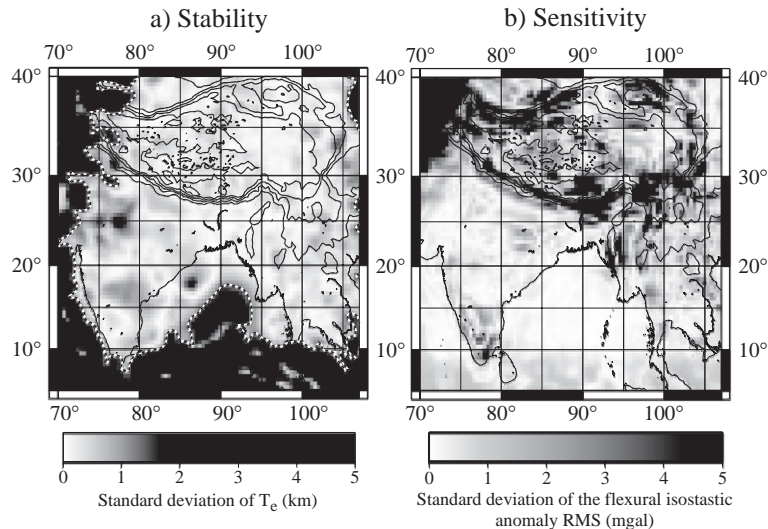 a) Stability
b) Sensitivity
70° 80° 90° 100°
70° 80° 90° 100°
40°
30°
20°
10°
40°
30°
20°
10°
70° 80° 90° 100°
70° 80° 90° 100°
0 1 2 3 4 5
0 1 2 3 4 5
Standard deviation of Te (km)
Standard deviation of the flexural isostastic
anomaly RMS (mgal)